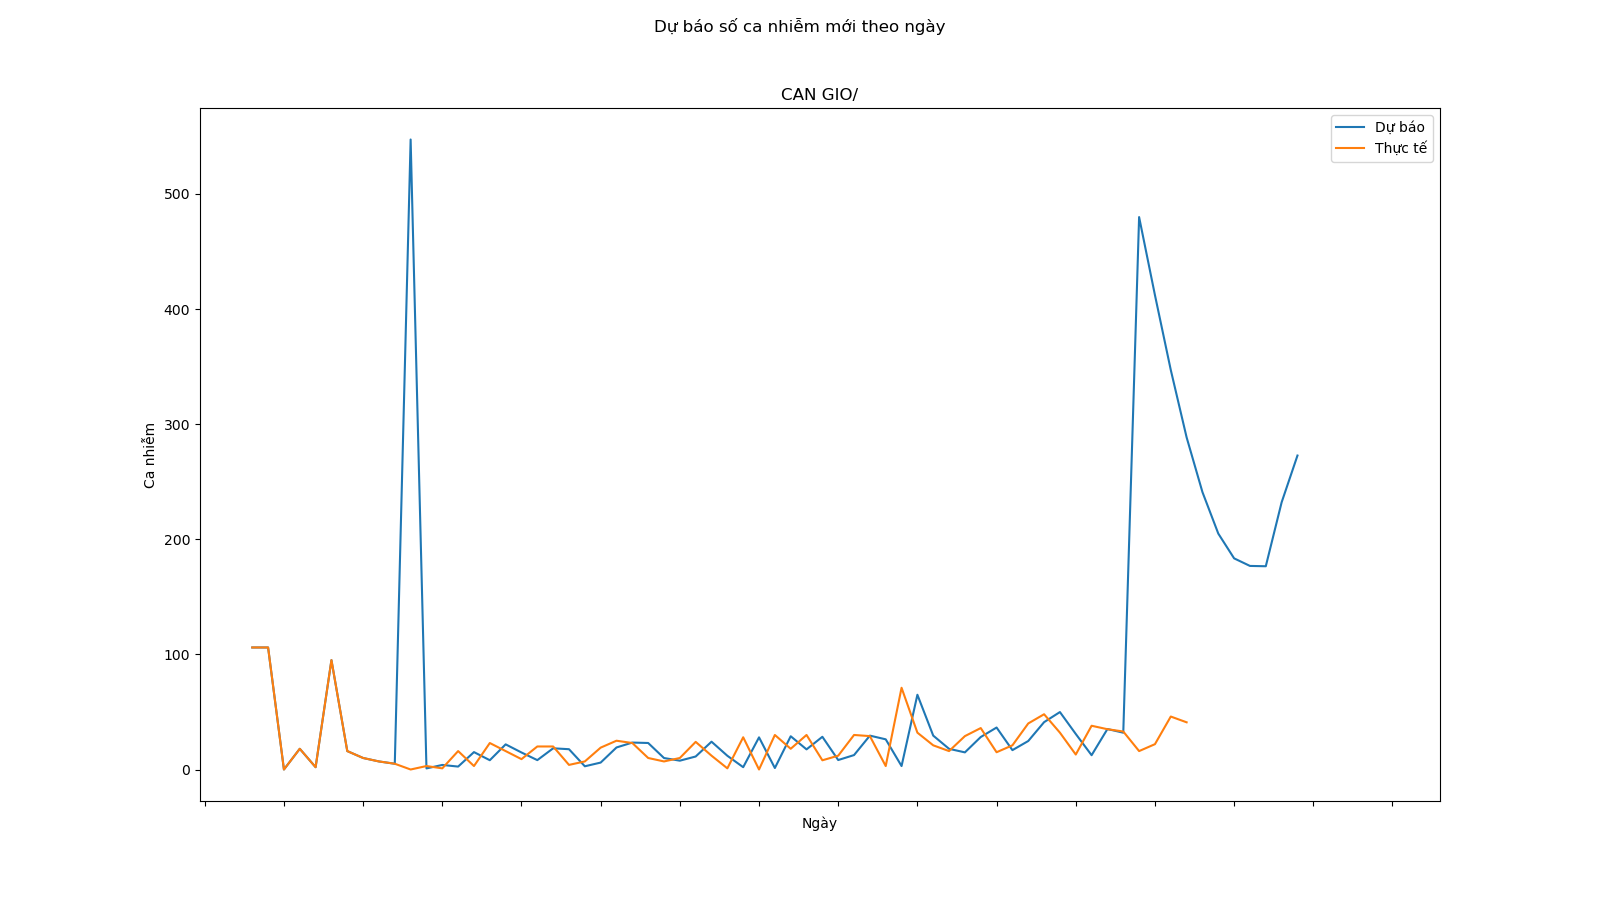 Dự báo số ca nhiễm mới theo ngày
CAN GIO/
Dự báo
Thực tế
500
400
300
200
100
0
Ca nhiễm
Ngày